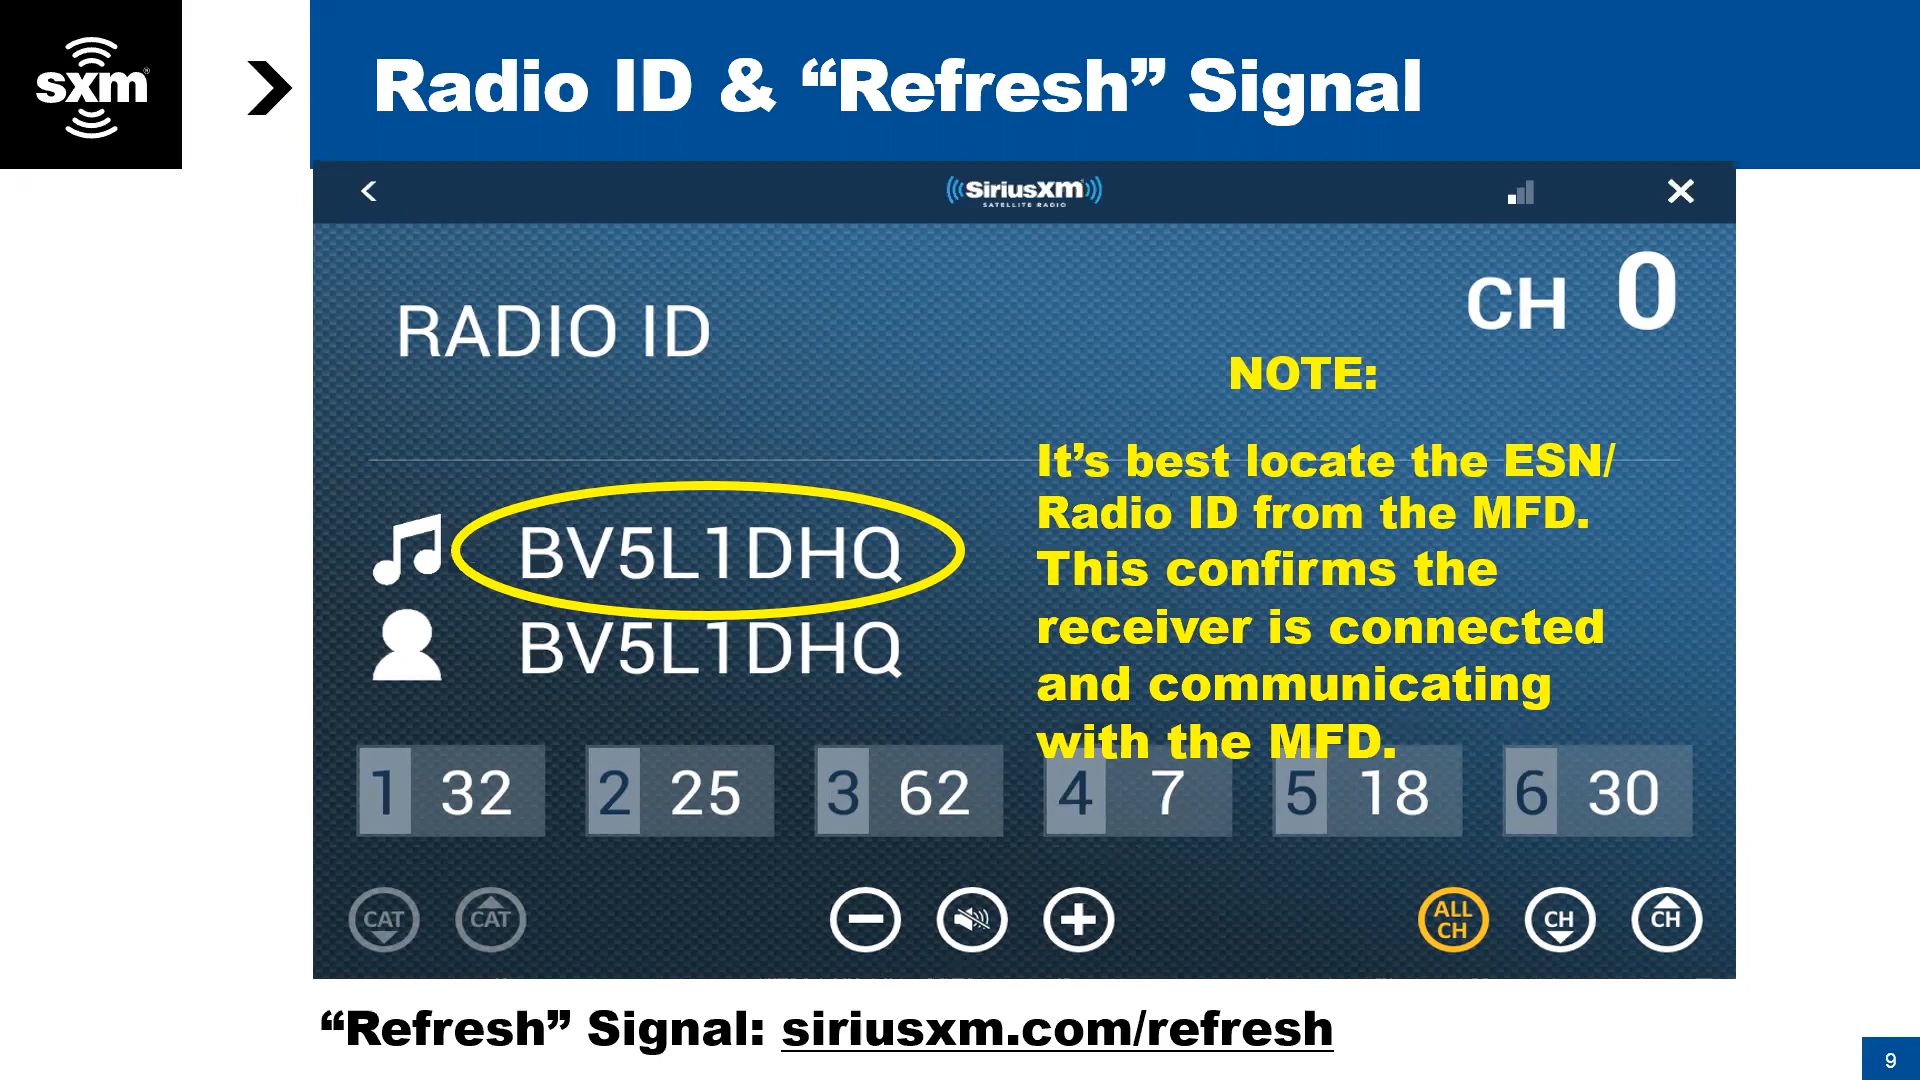 sxm
Radio ID & “Refresh” Signal
SiriusXM
SATELLITE RADIO
CH 0
RADIO ID
NOTE:
It’s best locate the ESN/
Radio ID from the MFD.
This confirms the
receiver is connected
and communicating
with the MFD.
BV5L1DHQ
BV5L1DHQ
1 32 2 25 3 62 4 7 5 18 6 30
CAT CAT ALL CH CH CH
“Refresh” Signal: siriusxm.com/refresh
9